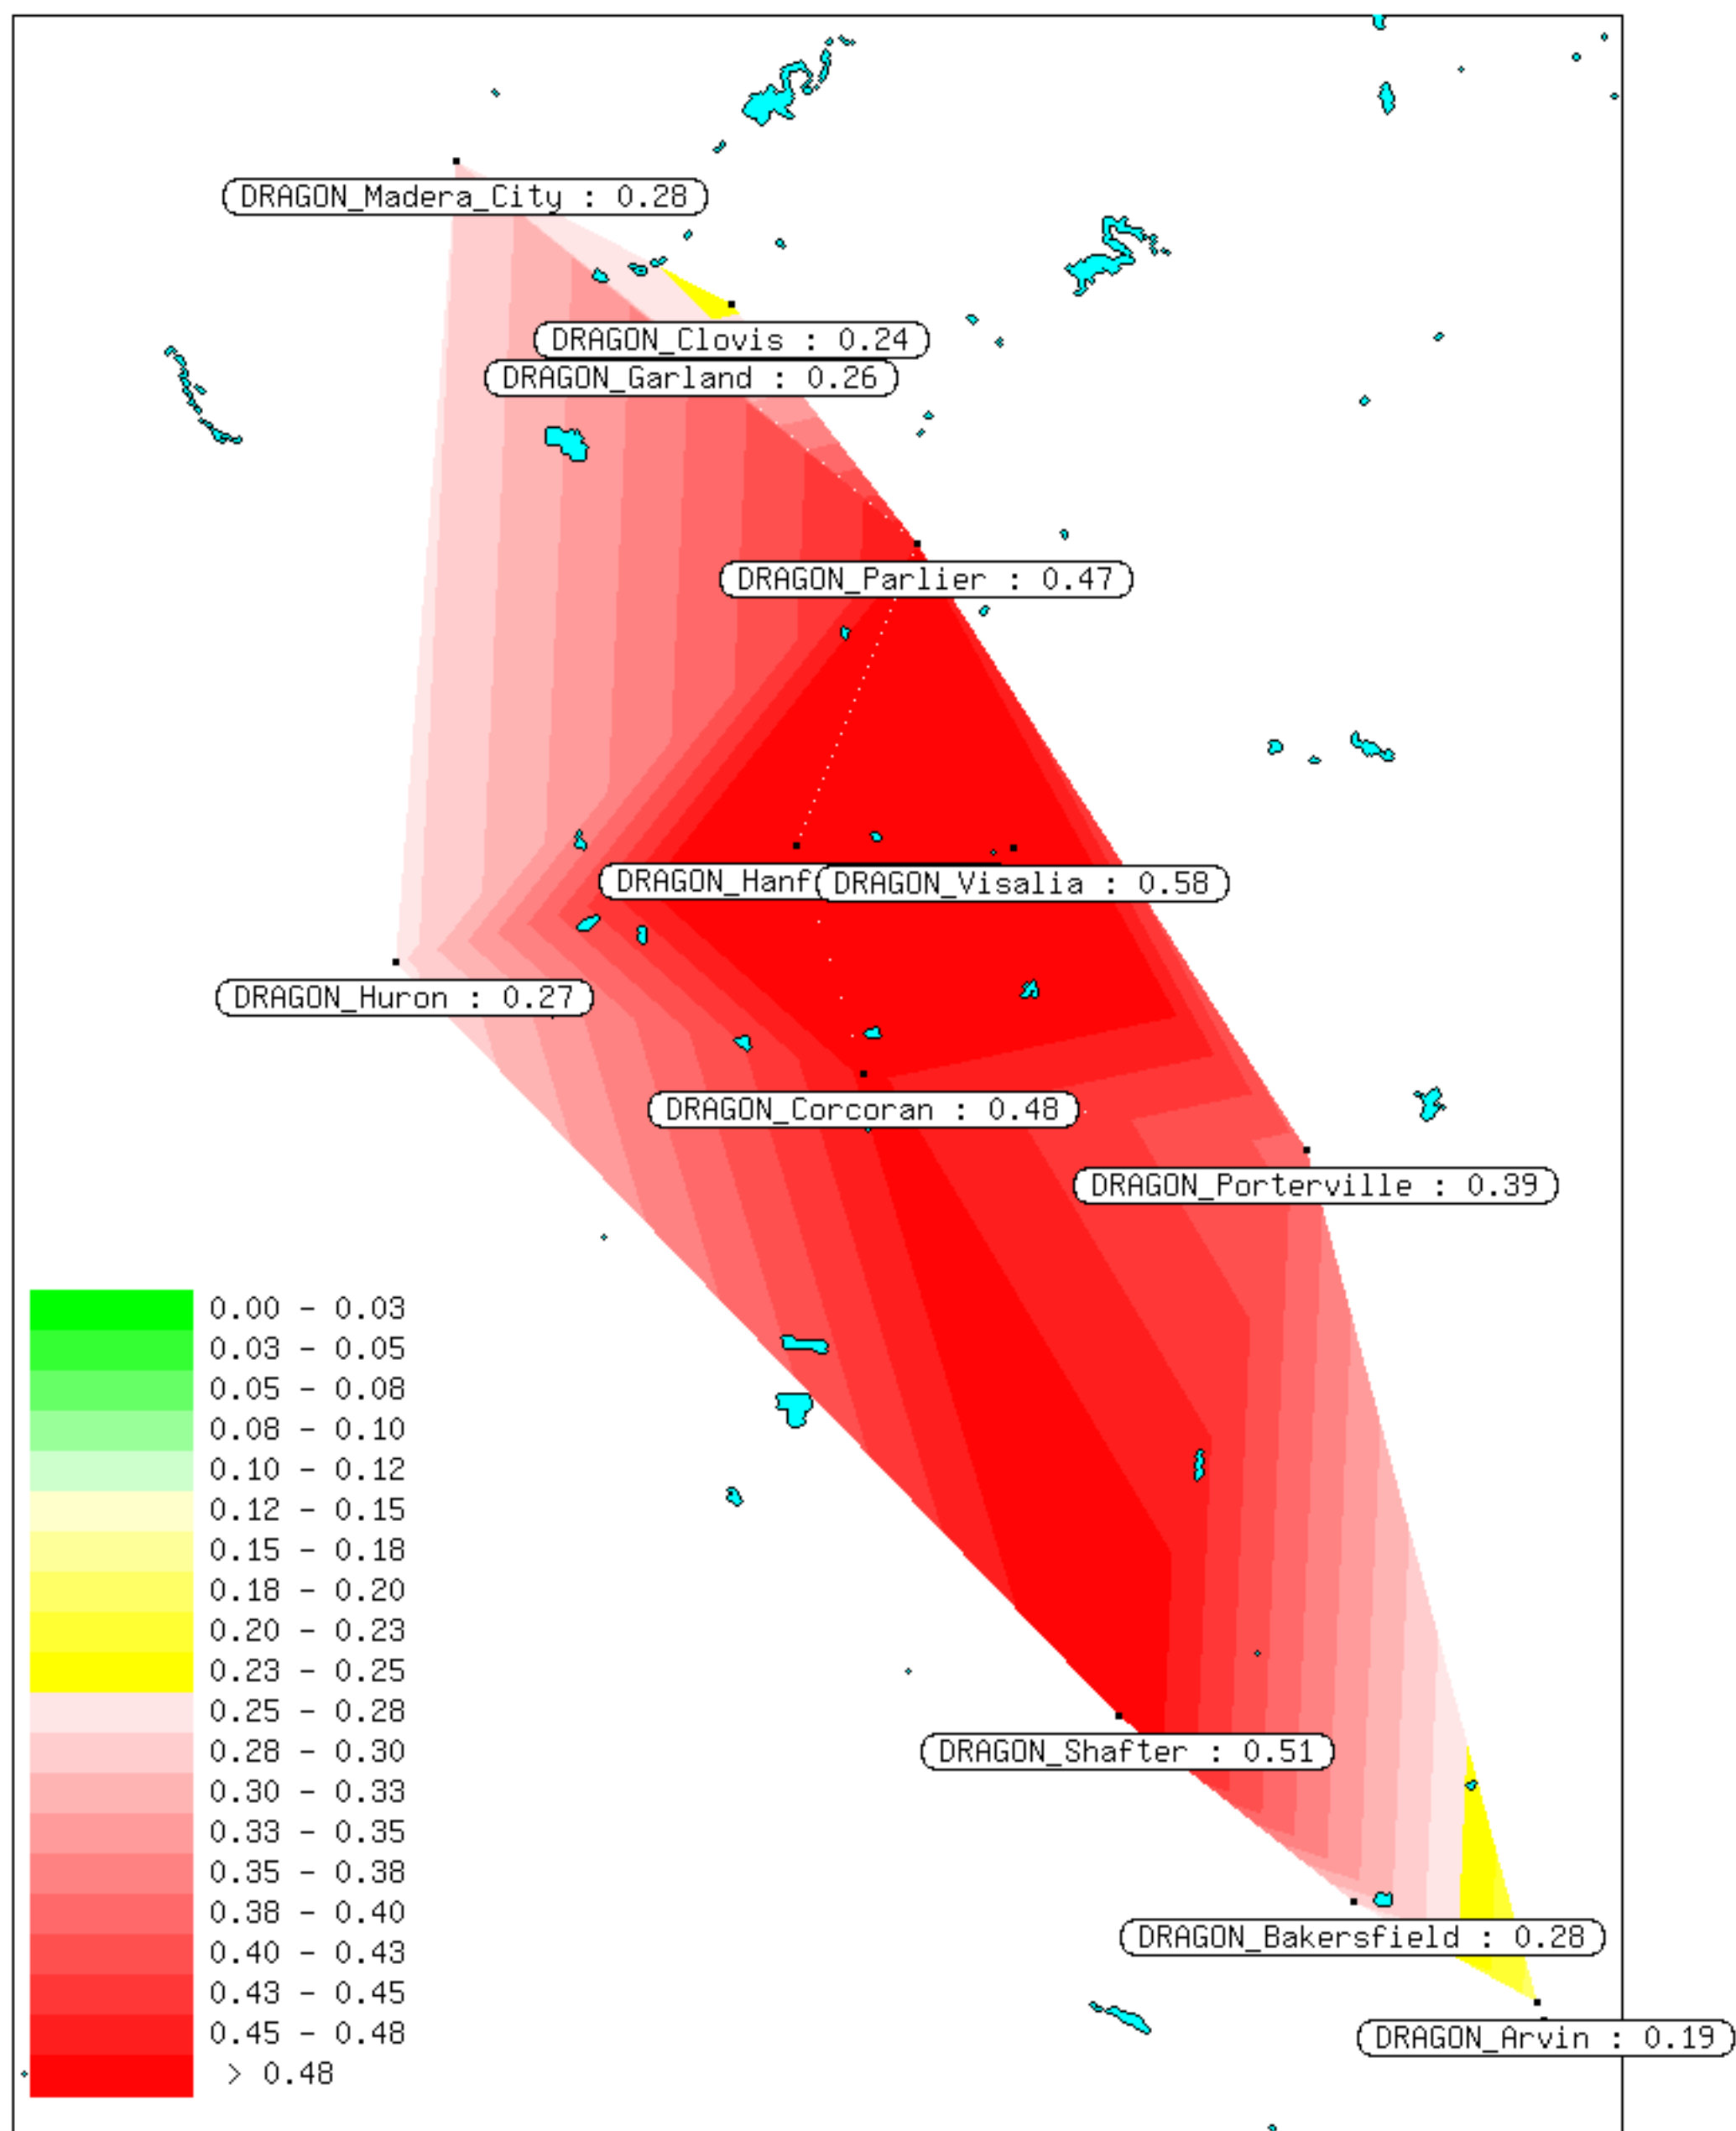 DRAGON_Madera_City : 0.28
DRAGON_Clovis : 0.24
DRAGON_Garland : 0.26
DRAGON_Parlier : 0.47
DRAGON_Hanf
DRAGON_Visalia : 0.58
DRAGON_Huron : 0.27
DRAGON_Corcoran : 0.48
DRAGON_Porterville : 0.39
0.00 - 0.03
0.03 - 0.05
0.05 - 0.08
0.08 - 0.10
0.10 - 0.12
0.12 - 0.15
0.15 - 0.18
0.18 - 0.20
0.20 - 0.23
0.23 - 0.25
0.25 - 0.28
0.28 - 0.30
0.30 - 0.33
0.33 - 0.35
0.35 - 0.38
0.38 - 0.40
0.40 - 0.43
0.43 - 0.45
0.45 - 0.48
> 0.48
DRAGON_Shafter : 0.51
DRAGON_Bakersfield : 0.28
DRAGON_Arvin : 0.19